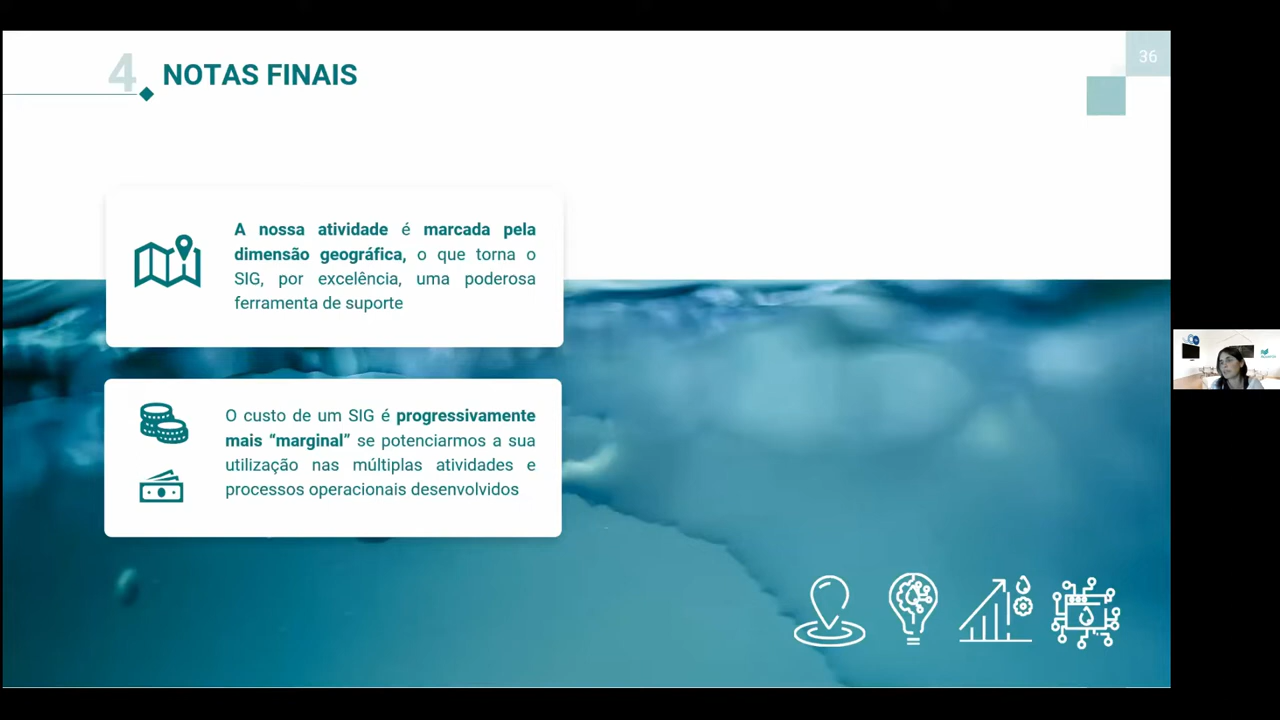 4 NOTAS FINAIS
36
A nossa atividade é marcada pela
dimensão geográfica, o que torna o
SIG, por excelência, uma poderosa
ferramenta de suporte
O custo de um SIG é progressivamente
mais “marginal” se potenciarmos a sua
utilização nas múltiplas atividades e
processos operacionais desenvolvidos